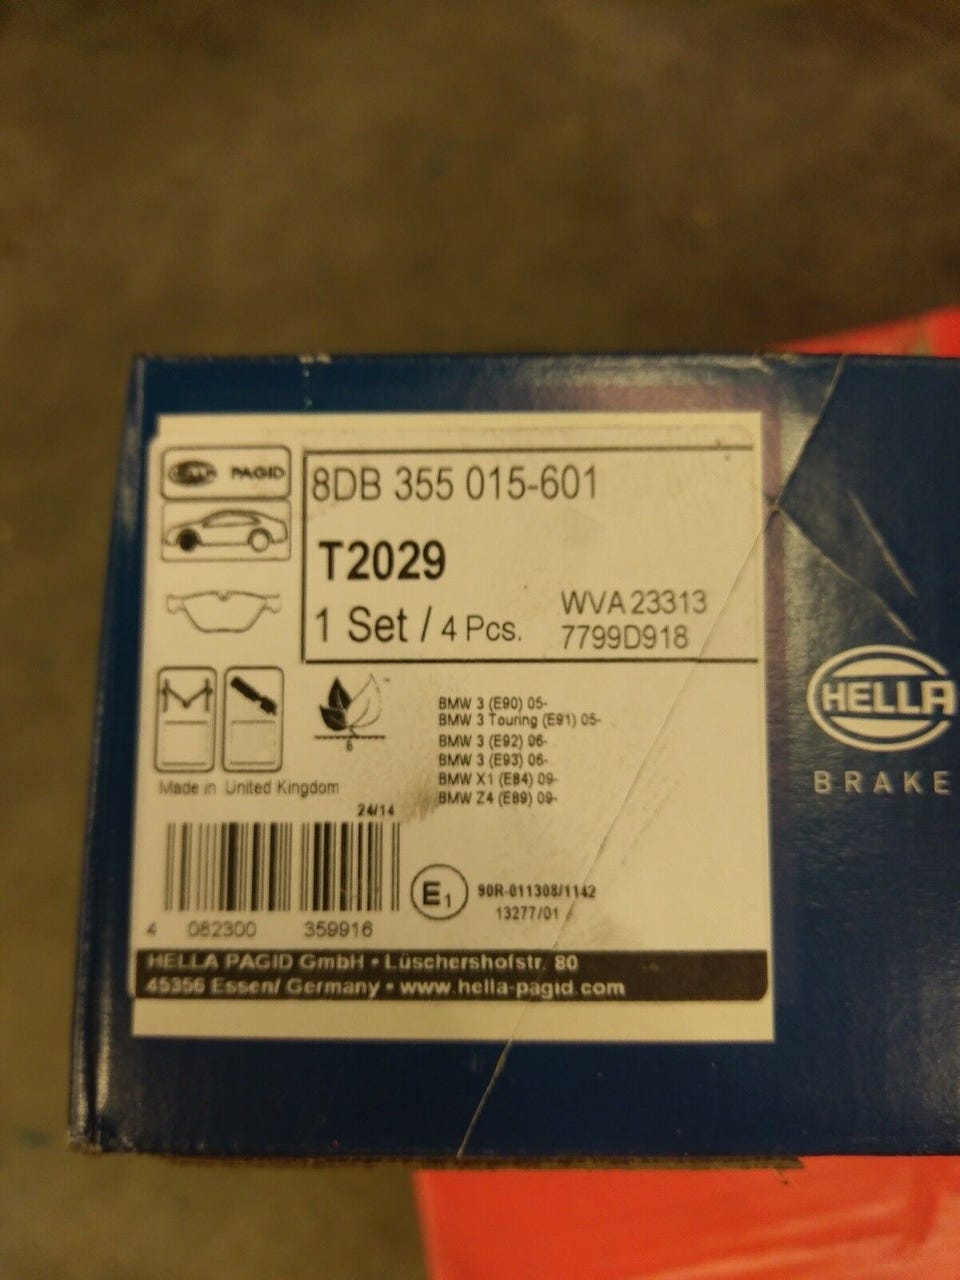 HELLA PAGID
8DB 355 015-601
T2029
1 Set / 4 Pcs.
WVA 23313
7799D918
™
6
BMW 3 (E90) 05-
BMW 3 Touring (E91) 05-
BMW 3 (E92) 06-
BMW 3 (E93) 06-
BMW X1 (E84) 09-
BMW Z4 (E89) 09-
Made in United Kingdom
24/14
4 082300 359916
E1
90R-011308/1142
13277/01
HELLA PAGID GmbH • Lüschershofstr. 80
45356 Essen/ Germany • www.hella-pagid.com
HELLA
BRAKE